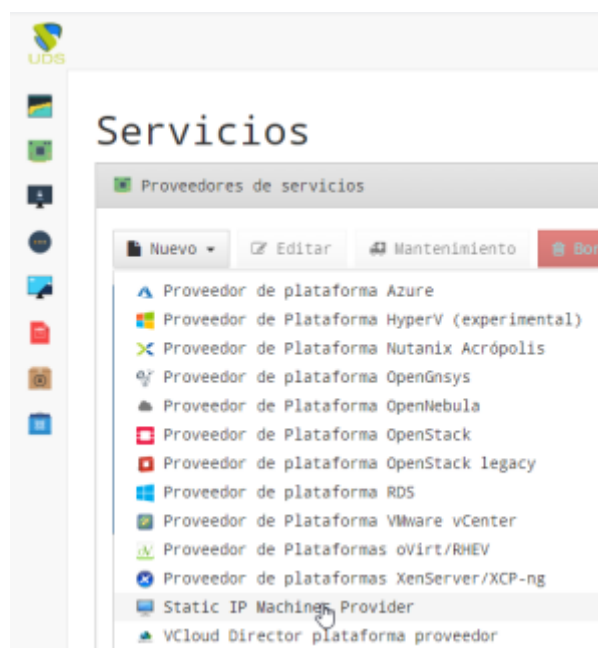 UDS
Servicios
Proveedores de servicios
Nuevo Editar Mantenimiento
Proveedor de plataforma Azure
Proveedor de Plataforma HyperV (experimental)
Proveedor de Plataforma Nutanix Acrópolis
Proveedor de plataforma OpenGnsys
Proveedor de Plataforma OpenNebula
Proveedor de Plataforma OpenStack
Proveedor de plataforma OpenStack legacy
Proveedor de plataforma RDS
Proveedor de Plataforma VMware vCenter
Proveedor de Plataformas oVirt/RHEV
Proveedor de plataformas XenServer/XCP-ng
Static IP Machines Provider
VCloud Director plataforma proveedor